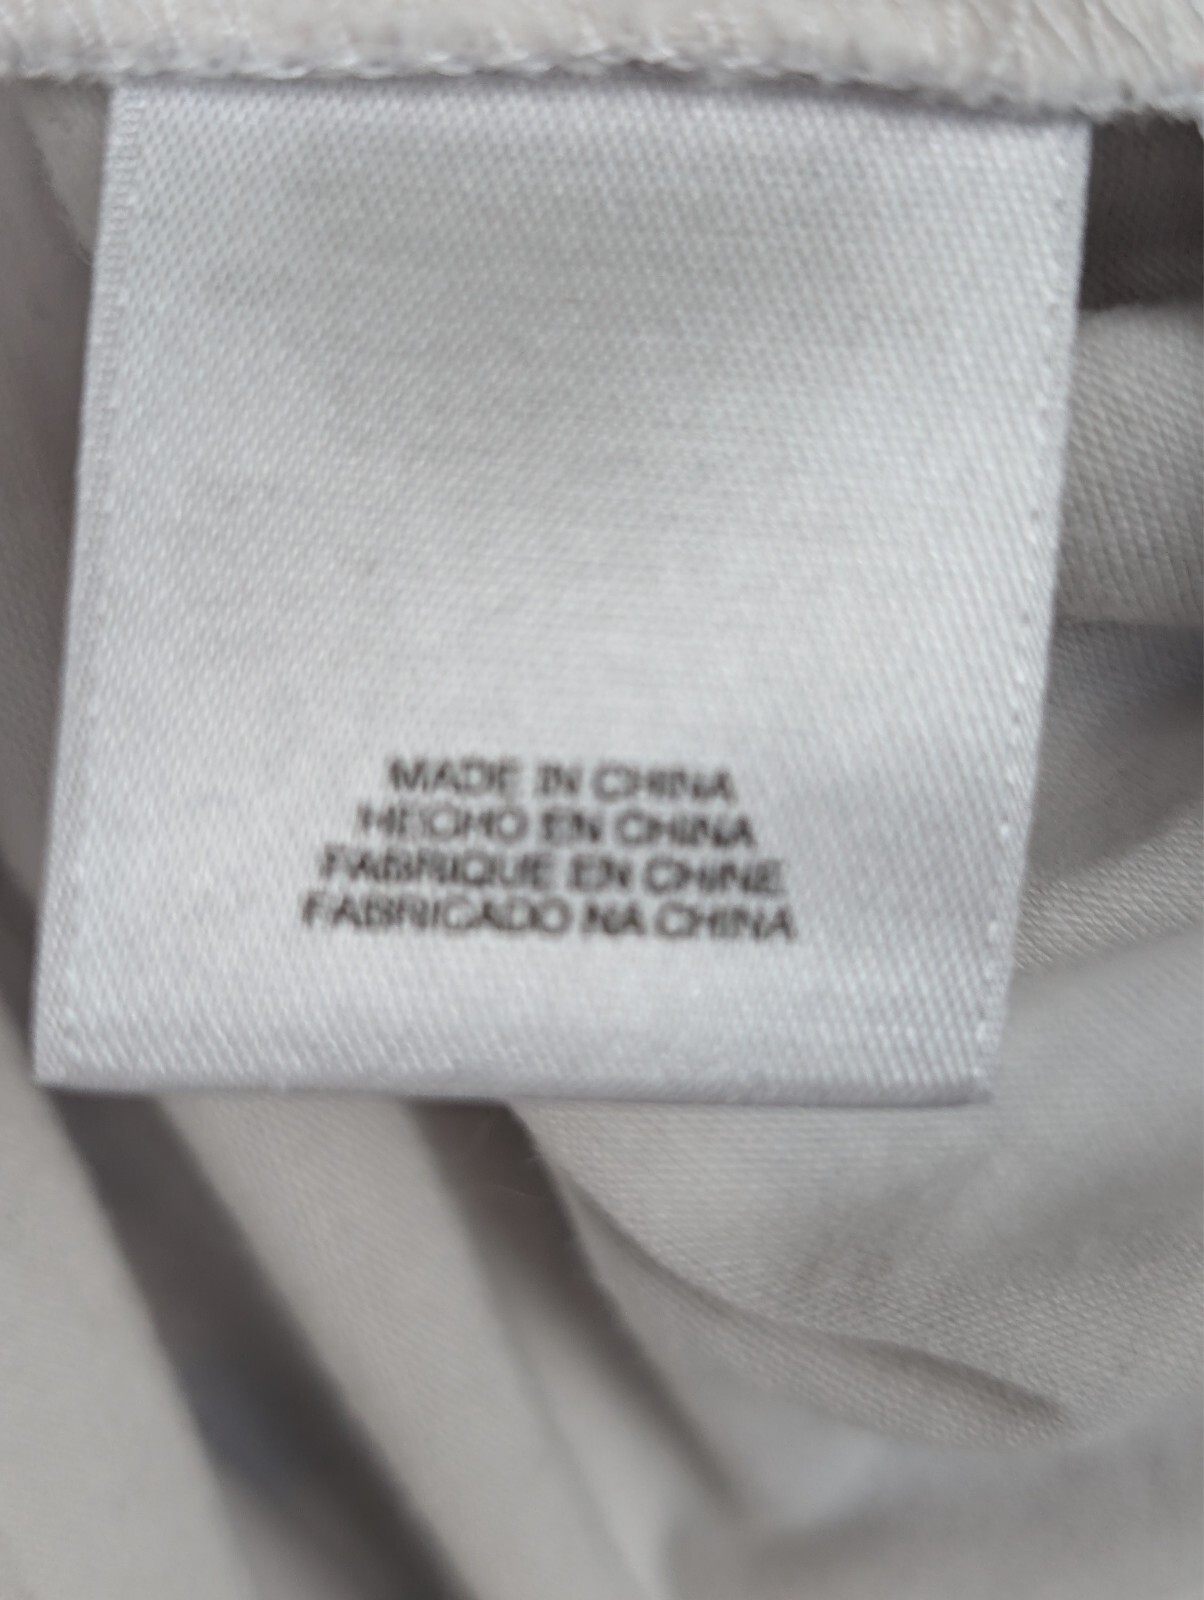 MADE IN CHINA
HECHO EN CHINA
FABRIQUE EN CHINE
FABRICADO NA CHINA